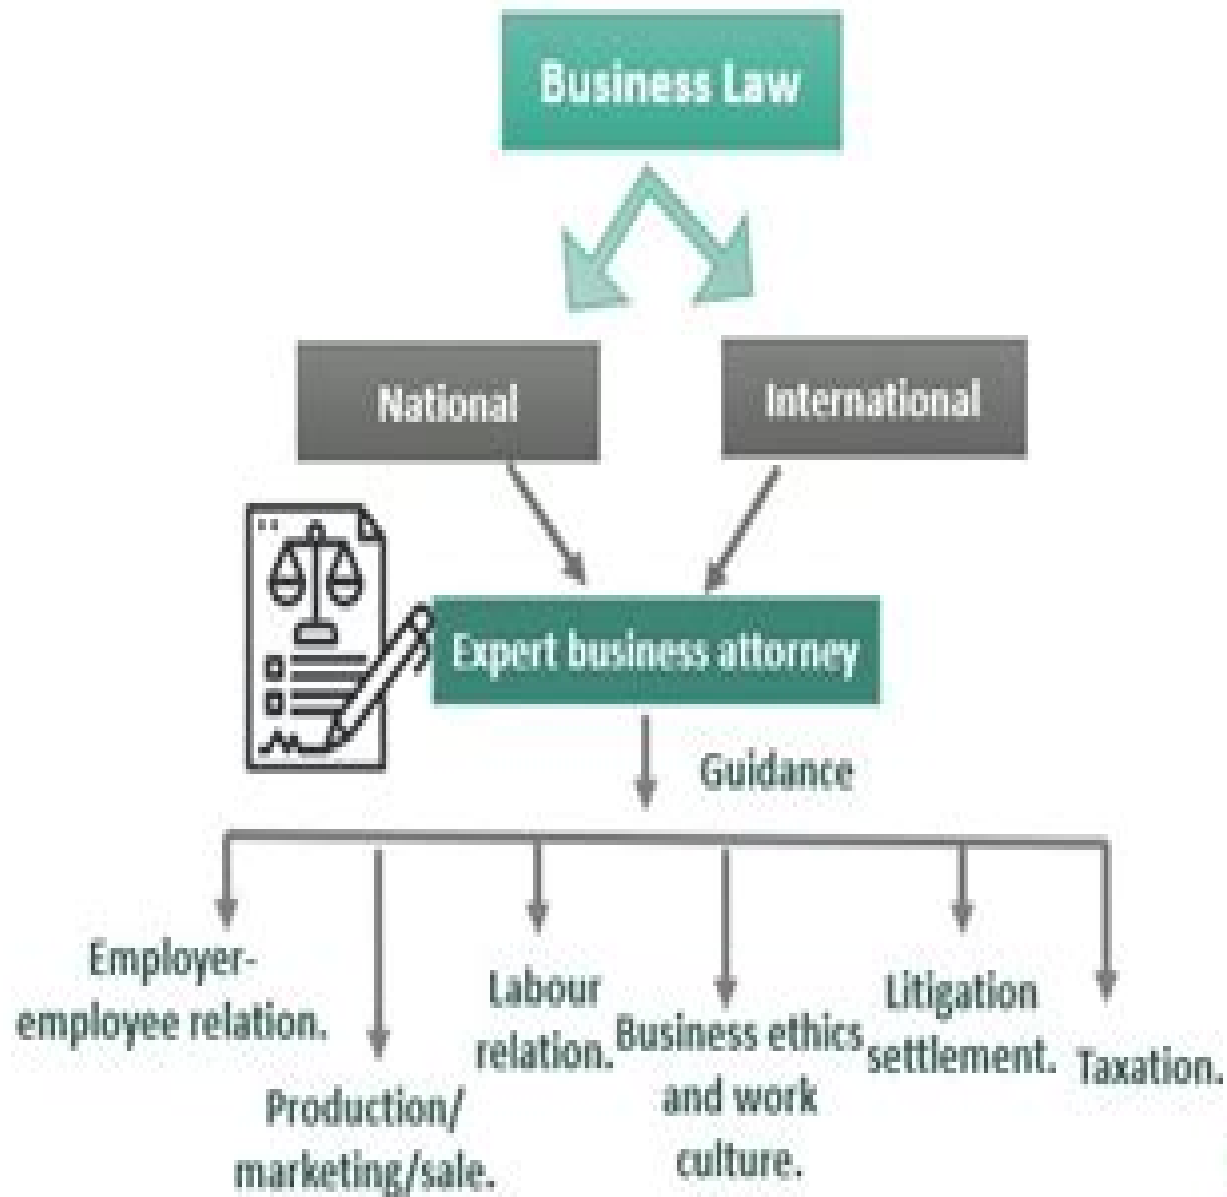 Business Law
National
International
Expert business attorney
Guidance
Employer-
employee relation.
Production/
marketing/sale.
Labour
relation.
Business ethics
and work
culture.
Litigation
settlement.
Taxation.